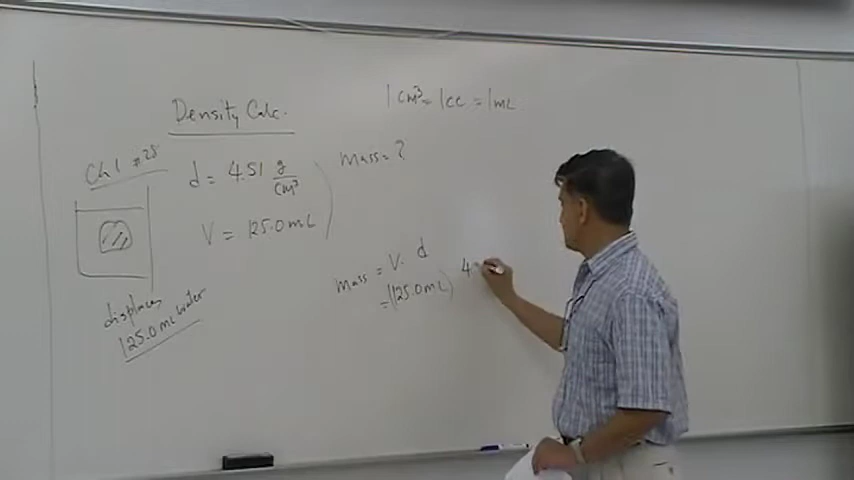 Density Calc.
1 cm³ = 1 cc = 1 mL
Ch 1 #25
d = 4.51 g/cm³
mass = ?
V = 125.0 mL
mass = V · d
= (125.0 mL) 4.
displaces
125.0 mL water